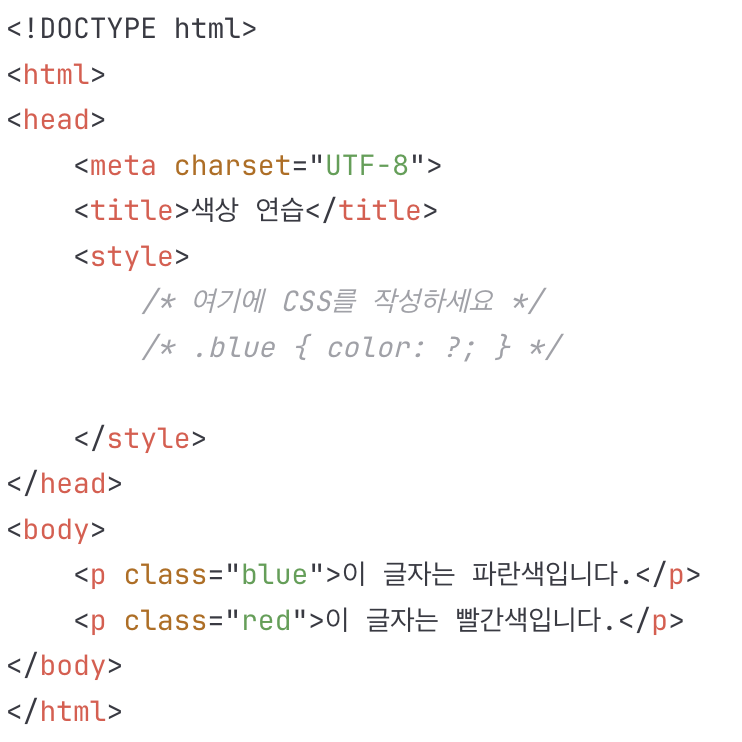 <!DOCTYPE html>
<html>
<head>
    <meta charset="UTF-8">
    <title>색상 연습</title>
    <style>
        /* 여기에 CSS를 작성하세요 */
        /* .blue { color: ?; } */

    </style>
</head>
<body>
    <p class="blue">이 글자는 파란색입니다.</p>
    <p class="red">이 글자는 빨간색입니다.</p>
</body>
</html>